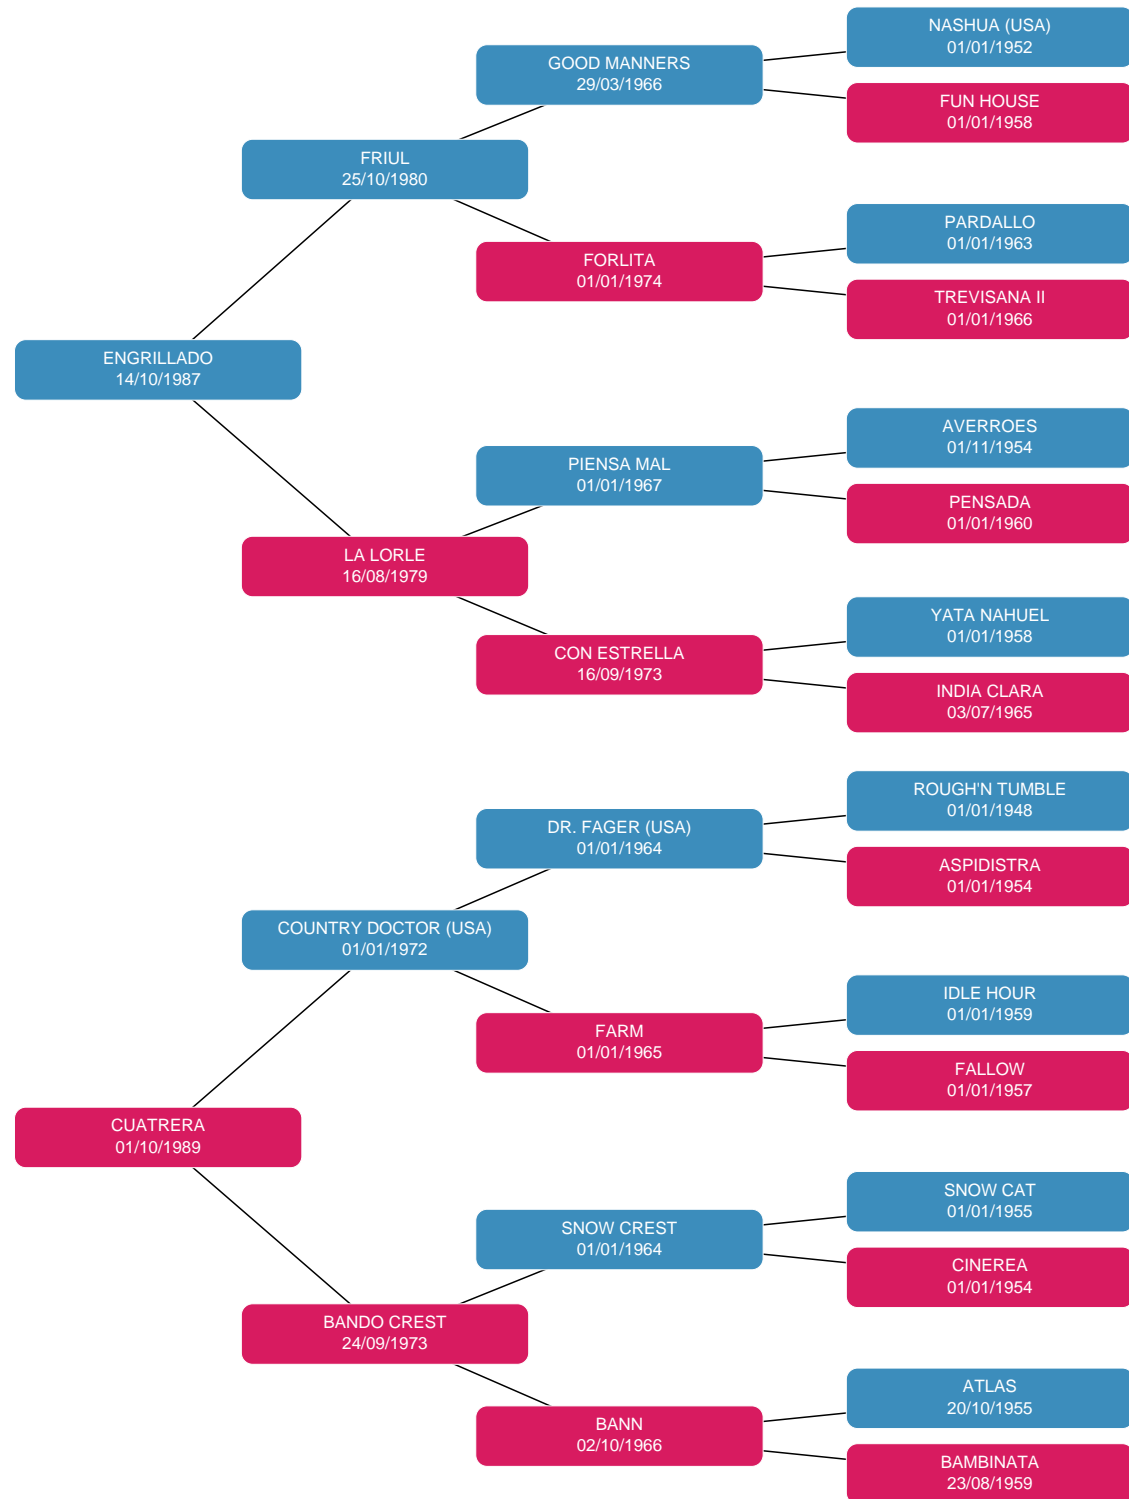 NASHUA (USA)
01/01/1952
GOOD MANNERS
29/03/1966
FUN HOUSE
01/01/1958
FRIUL
25/10/1980
PARDALLO
01/01/1963
FORLITA
01/01/1974
TREVISANA II
01/01/1966
ENGRILLADO
14/10/1987
AVERROES
01/11/1954
PIENSA MAL
01/01/1967
PENSADA
01/01/1960
LA LORLE
16/08/1979
YATA NAHUEL
01/01/1958
CON ESTRELLA
16/09/1973
INDIA CLARA
03/07/1965
ROUGH'N TUMBLE
01/01/1948
DR. FAGER (USA)
01/01/1964
ASPIDISTRA
01/01/1954
COUNTRY DOCTOR (USA)
01/01/1972
IDLE HOUR
01/01/1959
FARM
01/01/1965
FALLOW
01/01/1957
CUATRERA
01/10/1989
SNOW CAT
01/01/1955
SNOW CREST
01/01/1964
CINEREA
01/01/1954
BANDO CREST
24/09/1973
ATLAS
20/10/1955
BANN
02/10/1966
BAMBINATA
23/08/1959